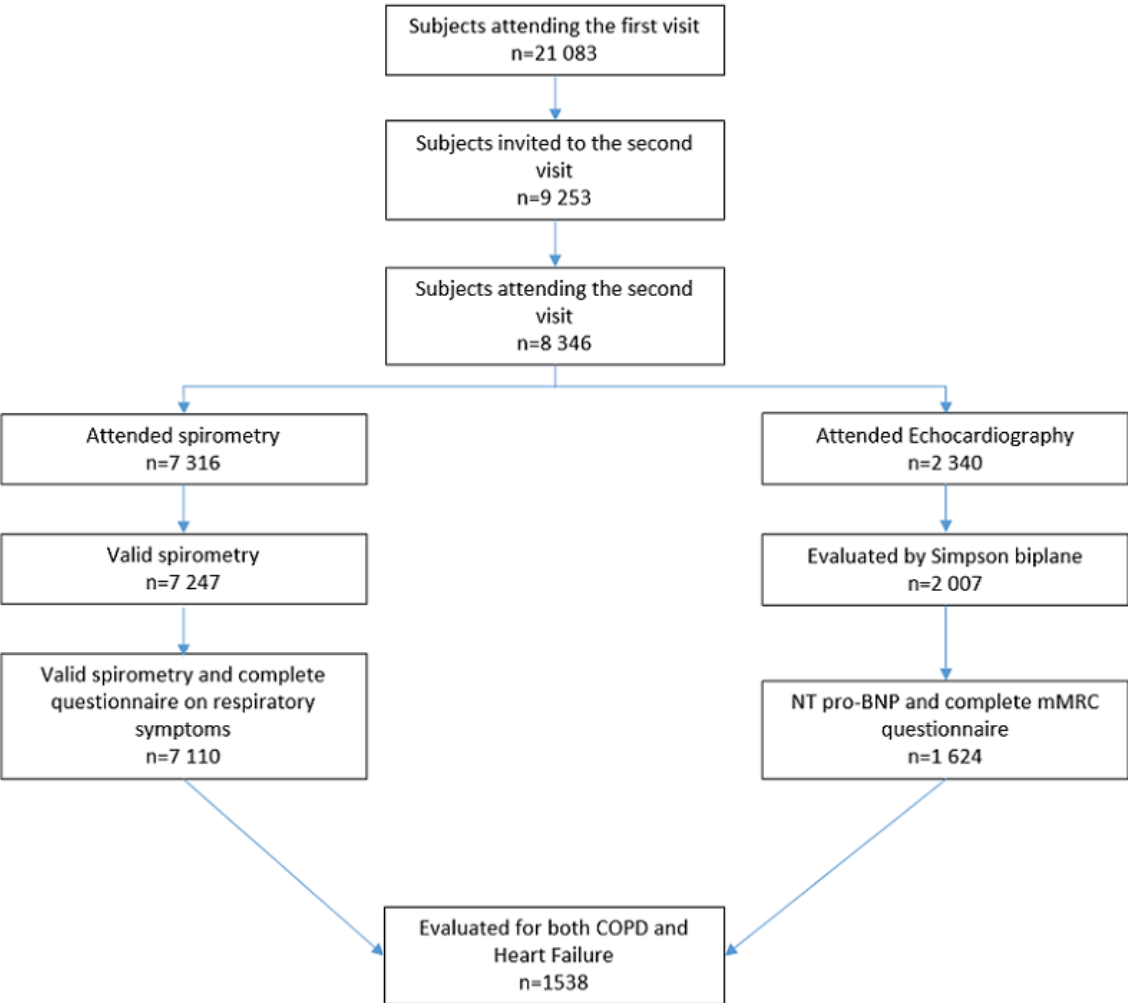 Subjects attending the first visit
n=21 083
Subjects invited to the second
visit
n=9 253
Subjects attending the second
visit
n=8 346
Attended spirometry
n=7 316
Attended Echocardiography
n=2 340
Valid spirometry
n=7 247
Evaluated by Simpson biplane
n=2 007
Valid spirometry and complete
questionnaire on respiratory
symptoms
n=7 110
NT pro-BNP and complete mMRC
questionnaire
n=1 624
Evaluated for both COPD and
Heart Failure
n=1538